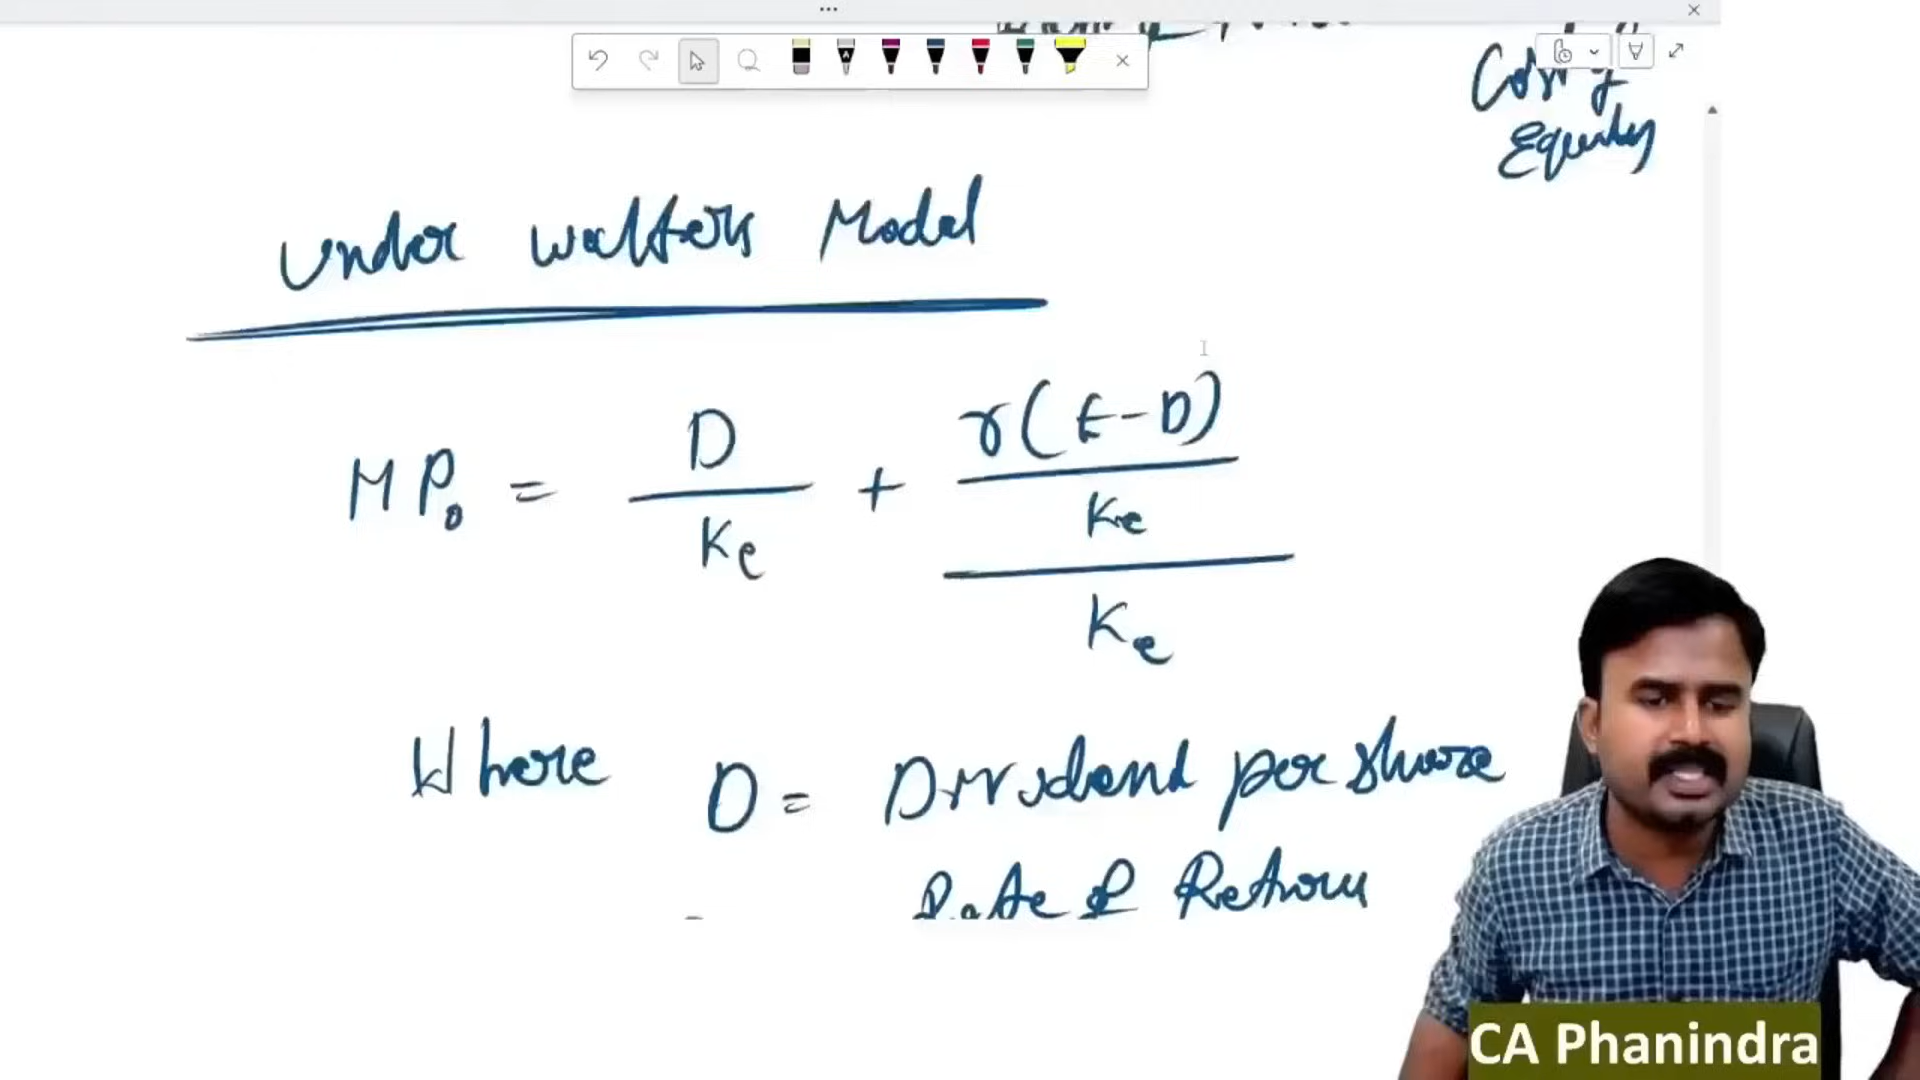 Cost of
Equity
Under walters Model
MP₀ = D/Ke + (r(E-D)/Ke)/Ke
Where D = Dividend per share
Rate of Return
CA Phanindra